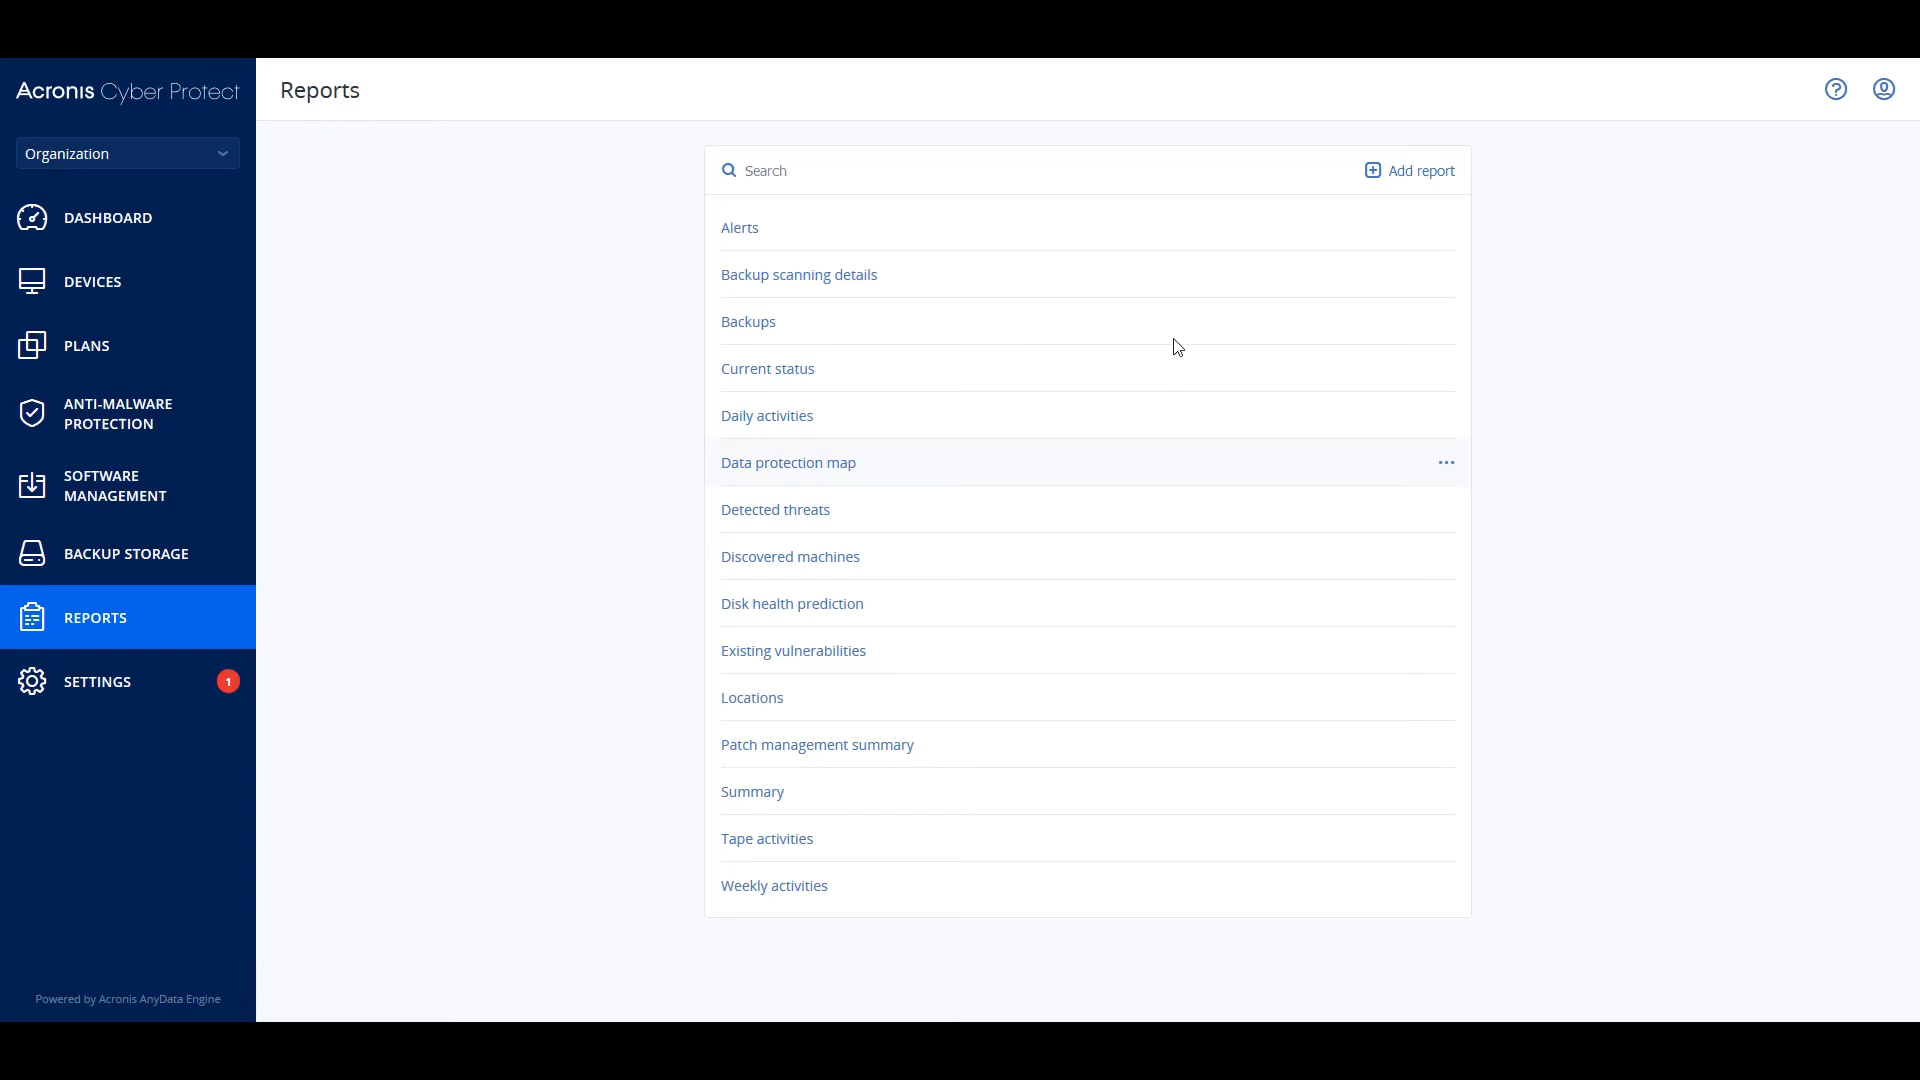 Acronis Cyber Protect
Organization
DASHBOARD
DEVICES
PLANS
ANTI-MALWARE
PROTECTION
SOFTWARE
MANAGEMENT
BACKUP STORAGE
REPORTS
SETTINGS 1
Powered by Acronis AnyData Engine
Reports
?
Search
Add report
Alerts
Backup scanning details
Backups
Current status
Daily activities
Data protection map
Detected threats
Discovered machines
Disk health prediction
Existing vulnerabilities
Locations
Patch management summary
Summary
Tape activities
Weekly activities